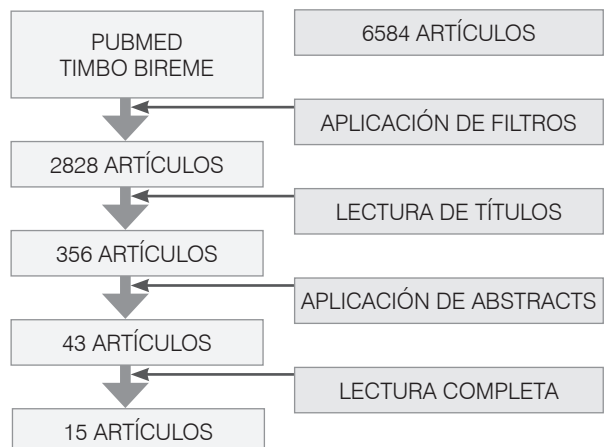 PUBMED
TIMBO BIREME
6584 ARTÍCULOS
APLICACIÓN DE FILTROS
2828 ARTÍCULOS
LECTURA DE TÍTULOS
356 ARTÍCULOS
APLICACIÓN DE ABSTRACTS
43 ARTÍCULOS
LECTURA COMPLETA
15 ARTÍCULOS